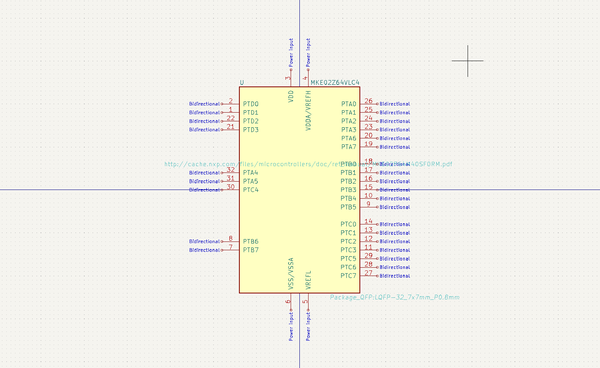 Power Input
Power Input
3
4
U
MKE02Z64VLC4
VDD
VDDA/VREFH
Bidirectional 2 PTD0
Bidirectional 1 PTD1
Bidirectional 22 PTD2
Bidirectional 21 PTD3
Bidirectional 32 PTA4
Bidirectional 31 PTA5
Bidirectional 30 PTC4
Bidirectional 8 PTB6
Bidirectional 7 PTB7
PTA0 26 Bidirectional
PTA1 25 Bidirectional
PTA2 24 Bidirectional
PTA3 23 Bidirectional
PTA6 20 Bidirectional
PTA7 19 Bidirectional
http://cache.nxp.com/files/microcontrollers/doc/
PTB0 18
PTB1 17 Bidirectional
PTB2 16 Bidirectional
PTB3 15 Bidirectional
PTB4 10 Bidirectional
PTB5 9 Bidirectional
PTC0 14 Bidirectional
PTC1 13 Bidirectional
PTC2 12 Bidirectional
PTC3 11 Bidirectional
PTC5 29 Bidirectional
PTC6 28 Bidirectional
PTC7 27 Bidirectional
VSS/VSSA
VREFL
Package_QFP:LQFP-32_7x7mm_P0.8mm
6
5
Power Input
Power Input